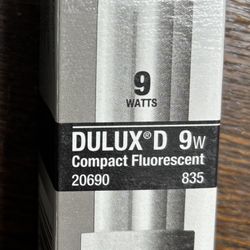 9
WATTS
DULUX® D 9W
Compact Fluorescent
20690 835